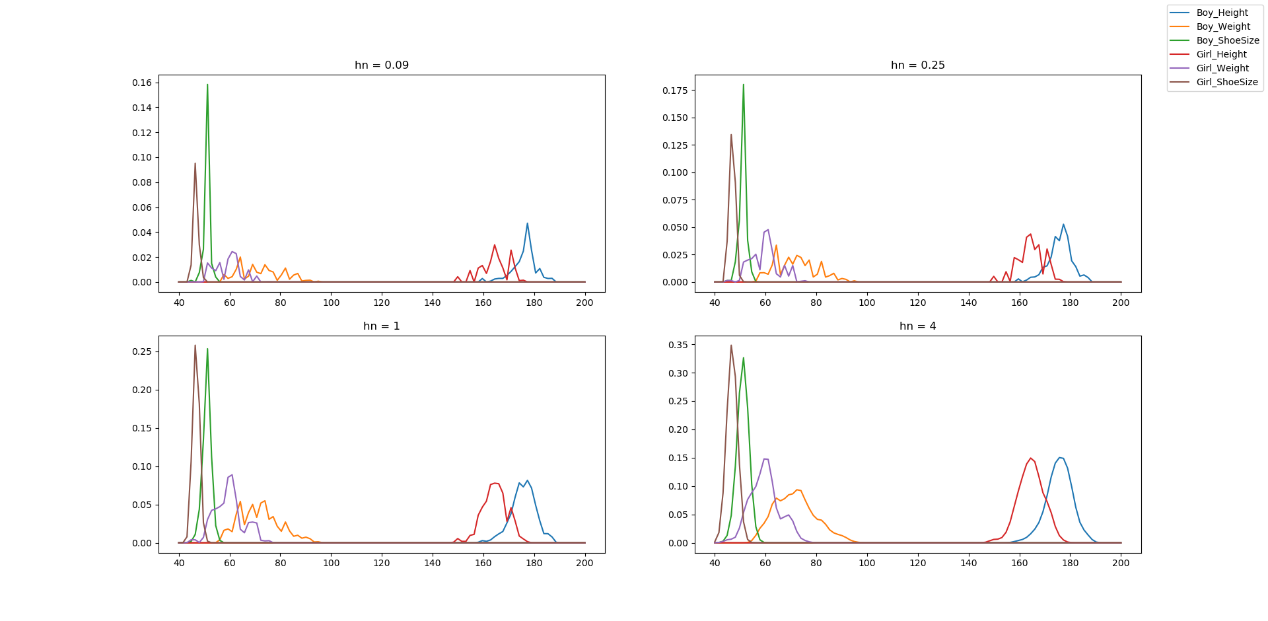 Boy_Height
Boy_Weight
Boy_ShoeSize
Girl_Height
Girl_Weight
Girl_ShoeSize
hn = 0.09
0.16
0.14
0.12
0.10
0.08
0.06
0.04
0.02
0.00
40 60 80 100 120 140 160 180 200
hn = 0.25
0.175
0.150
0.125
0.100
0.075
0.050
0.025
0.000
40 60 80 100 120 140 160 180 200
hn = 1
0.25
0.20
0.15
0.10
0.05
0.00
40 60 80 100 120 140 160 180 200
hn = 4
0.35
0.30
0.25
0.20
0.15
0.10
0.05
0.00
40 60 80 100 120 140 160 180 200